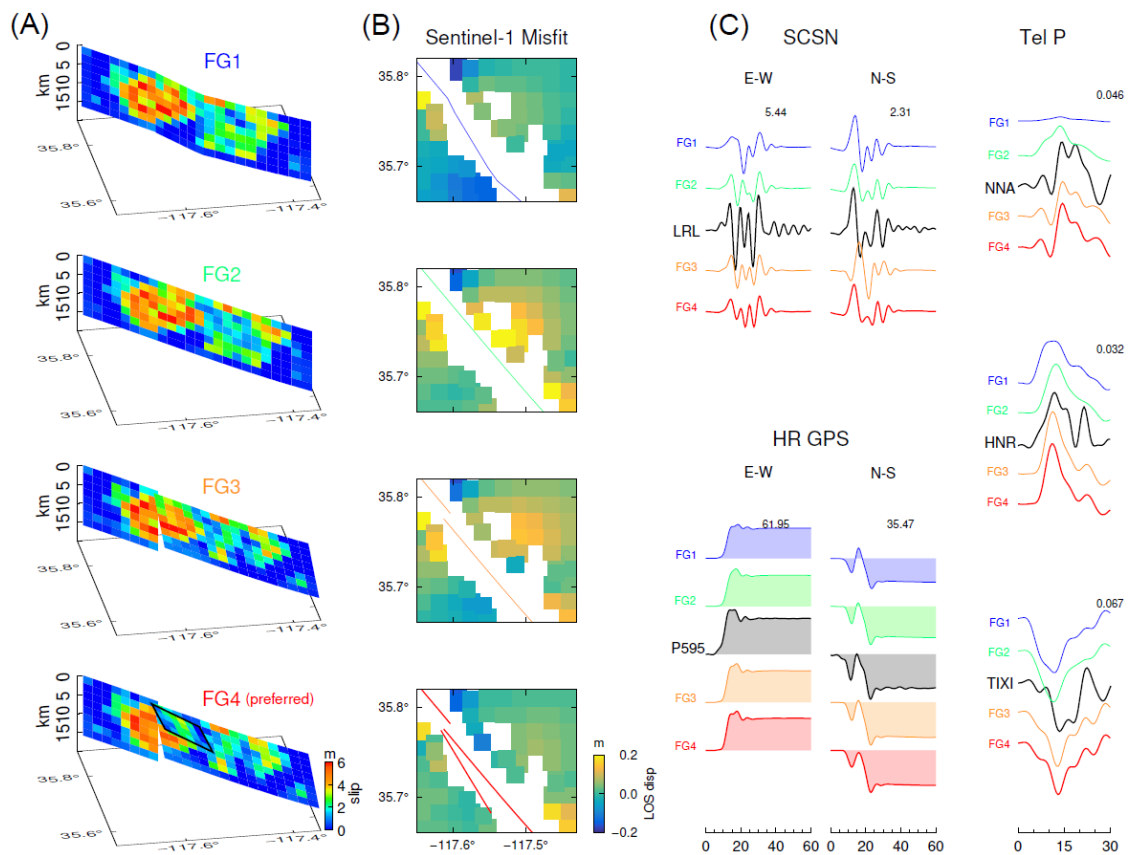 (A)
FG1
km
0
5
10
15
35.8°
35.6°
−117.6°
−117.4°
FG2
km
0
5
10
15
35.8°
35.6°
−117.6°
−117.4°
FG3
km
0
5
10
15
35.8°
35.6°
−117.6°
−117.4°
FG4 (preferred)
km
0
5
10
15
35.8°
35.6°
−117.6°
−117.4°
m
6
4
2
0
slip
(B)
Sentinel-1 Misfit
35.8°
35.7°
35.8°
35.7°
35.8°
35.7°
35.8°
35.7°
−117.6°
−117.5°
m
0.2
0.0
−0.2
LOS disp
(C)
SCSN
E-W
N-S
5.44
2.31
FG1
FG2
LRL
FG3
FG4
HR GPS
E-W
N-S
61.95
35.47
FG1
FG2
P595
FG3
FG4
0 20 40 60
0 20 40 60
Tel P
0.046
FG1
FG2
NNA
FG3
FG4
0.032
FG1
FG2
HNR
FG3
FG4
0.067
FG1
FG2
TIXI
FG3
FG4
0 15 30